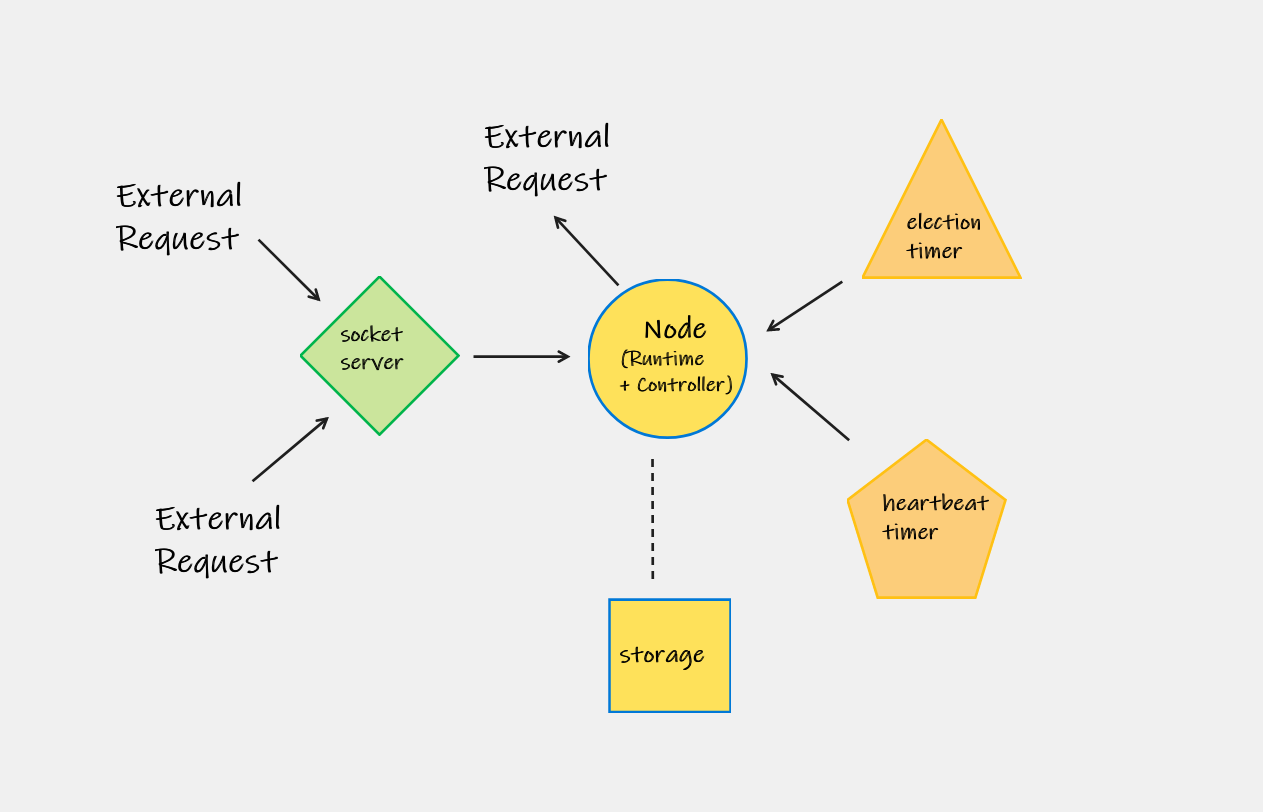 External
Request
External
Request
election
timer
socket
server
Node
(Runtime
+ Controller)
External
Request
heartbeat
timer
storage